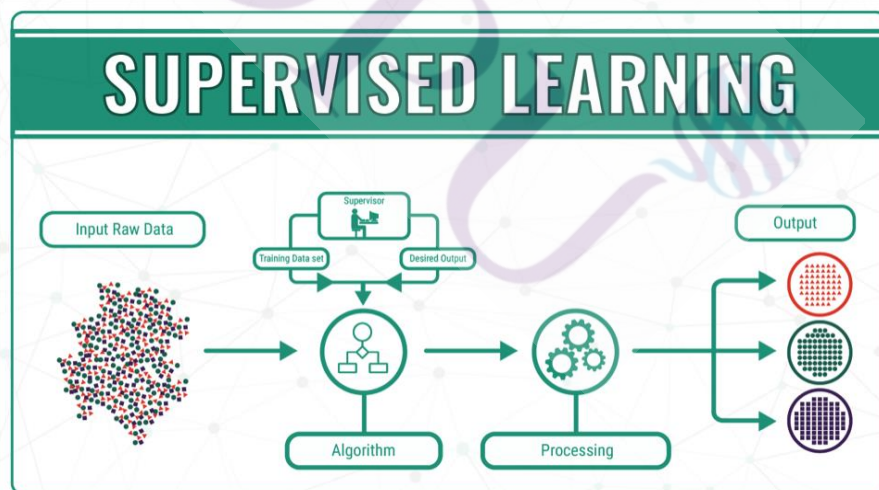 SUPERVISED LEARNING
Input Raw Data
Supervisor
Training Data set
Desired Output
Algorithm
Processing
Output